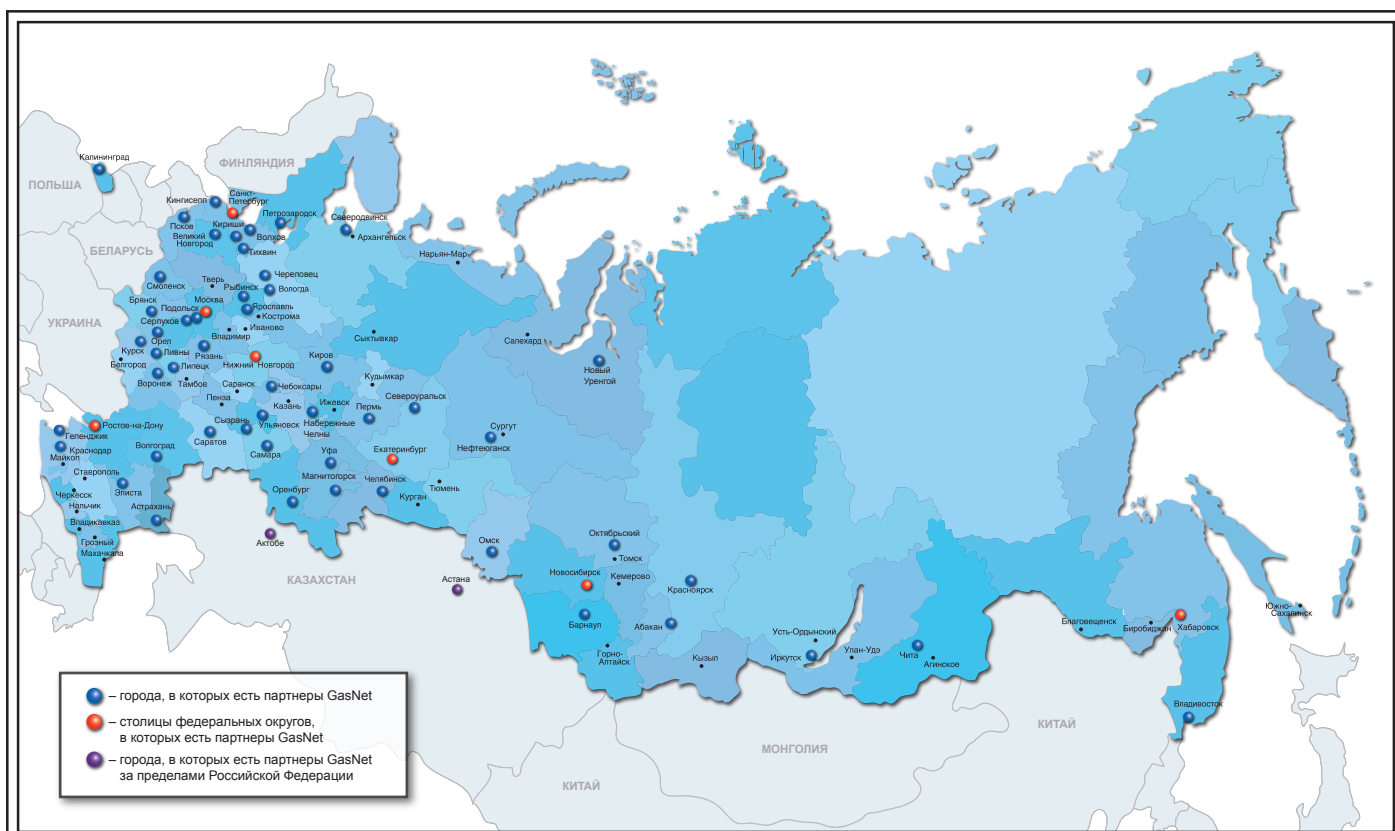 Калининград
ФИНЛЯНДИЯ
ПОЛЬША
Кингисепп
Санкт-
Петербург
Петрозаводск
Северодвинск
Псков
Кириши
Великий
Новгород
Волхов
Архангельск
Тихвин
БЕЛАРУСЬ
Нарьян-Мар
Череповец
Смоленск
Тверь
Рыбинск
Вологда
Брянск
Москва
Подольск
Ярославль
Серпухов
Кострома
УКРАИНА
Иваново
Орел
Владимир
Сыктывкар
Салехард
Курск
Ливны
Рязань
Белгород
Липецк
Нижний Новгород
Киров
Новый
Уренгой
Воронеж
Тамбов
Саранск
Чебоксары
Кудымкар
Пенза
Казань
Ижевск
Североуральск
Пермь
Сызрань
Ульяновск
Набережные
Челны
Сургут
Ростов-на-Дону
Геленджик
Волгоград
Саратов
Самара
Нефтеюганск
Краснодар
Майкоп
Уфа
Екатеринбург
Ставрополь
Магнитогорск
Челябинск
Тюмень
Черкесск
Элиста
Оренбург
Курган
Нальчик
Астрахань
Владикавказ
Грозный
Актобе
Махачкала
Омск
Октябрьский
Томск
КАЗАХСТАН
Астана
Новосибирск
Кемерово
Красноярск
Барнаул
Абакан
Усть-Ордынский
Благовещенск
Биробиджан
Хабаровск
Южно-
Сахалинск
Горно-
Алтайск
Кызып
Иркутск
Улан-Удэ
Чита
Агинское
Владивосток
КИТАЙ
МОНГОЛИЯ
КИТАЙ
– города, в которых есть партнеры GasNet
– столицы федеральных округов,
в которых есть партнеры GasNet
– города, в которых есть партнеры GasNet
за пределами Российской Федерации